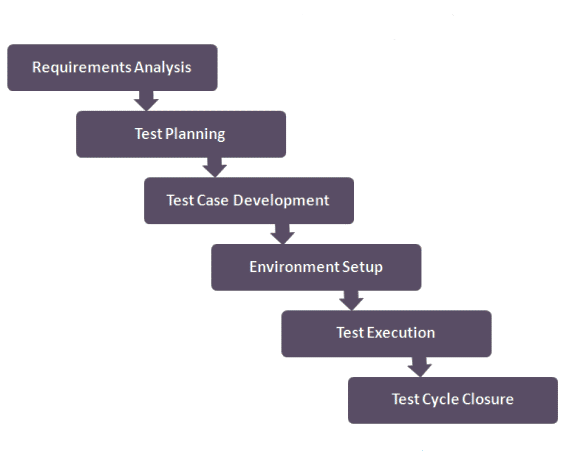 Requirements Analysis
Test Planning
Test Case Development
Environment Setup
Test Execution
Test Cycle Closure